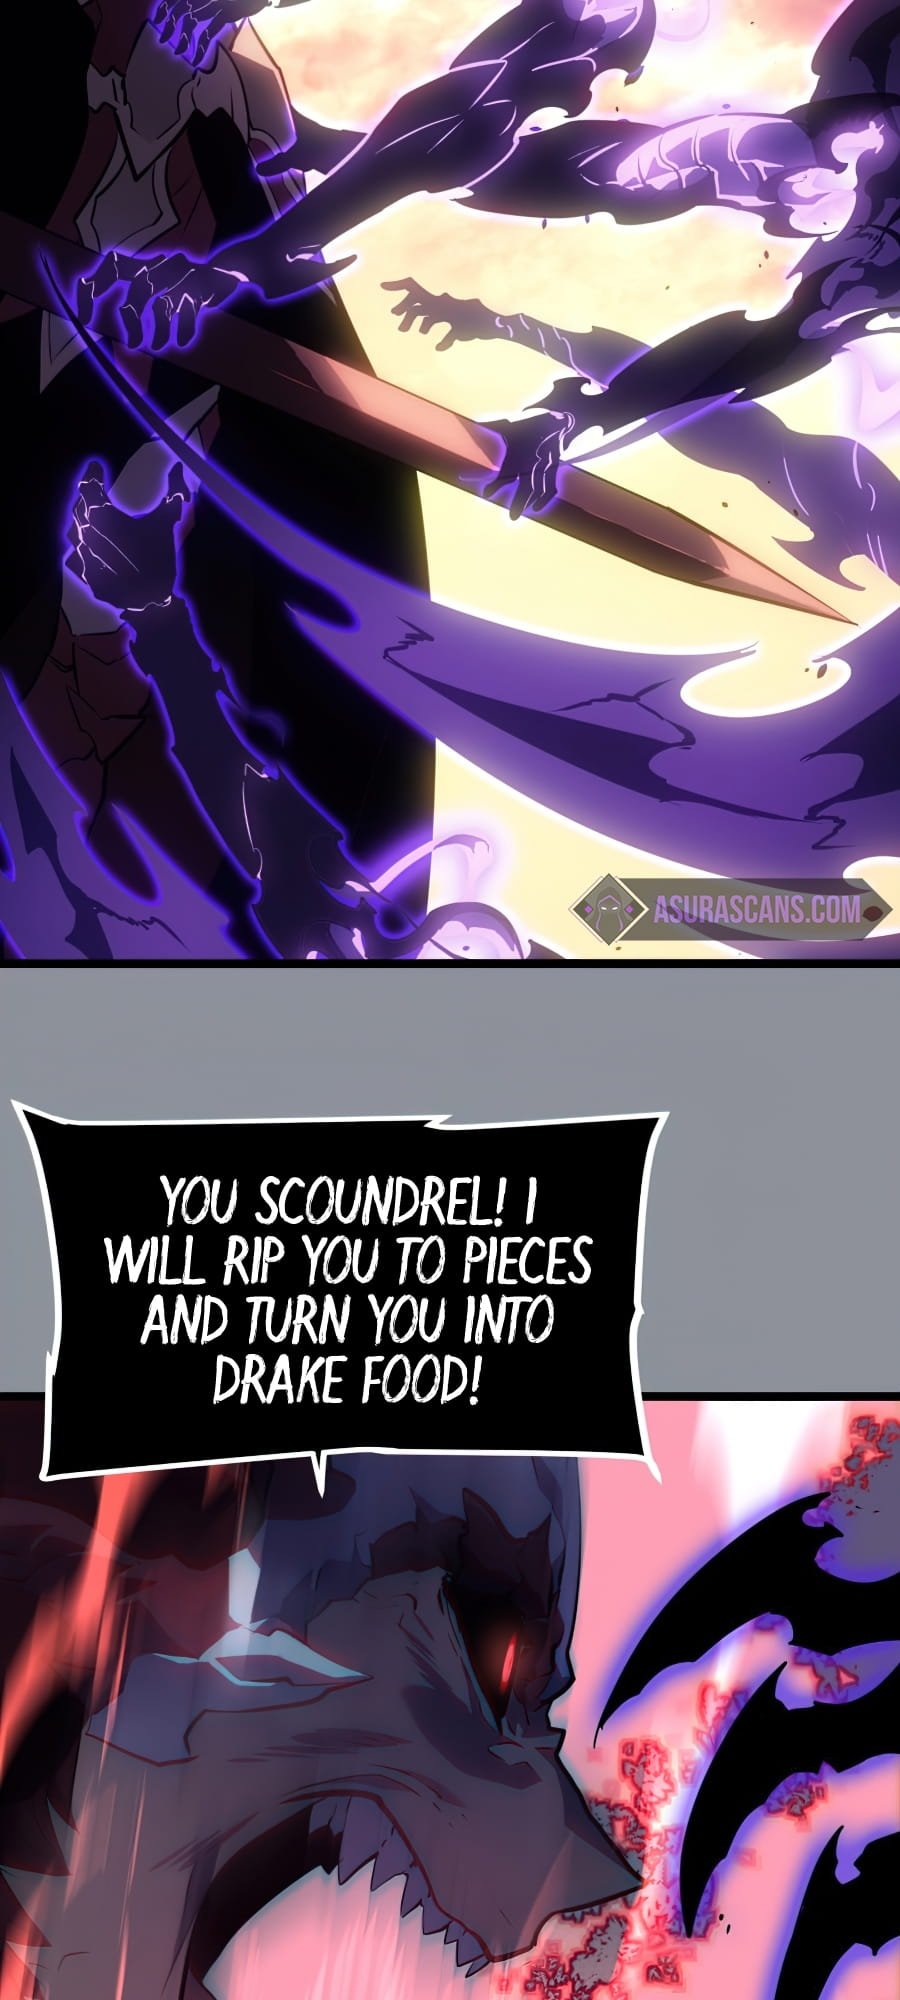 ASURASCANS.COM
YOU SCOUNDREL! I
WILL RIP YOU TO PIECES
AND TURN YOU INTO
DRAKE FOOD!